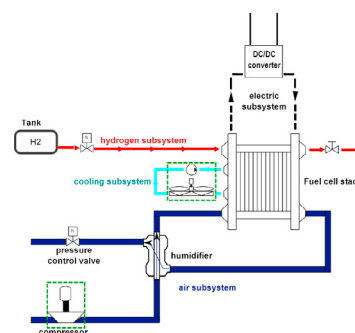 DC/DC
converter
electric
subsystem
Tank
H2
hydrogen subsystem
cooling subsystem
Fuel cell stac
pressure
control valve
humidifier
air subsystem
compressor